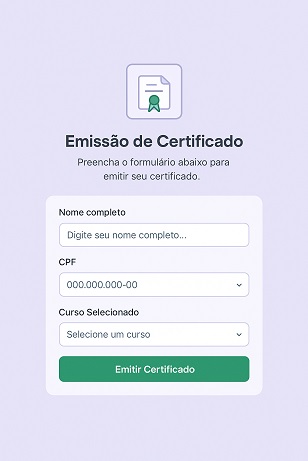 Emissão de Certificado
Preencha o formulário abaixo para
emitir seu certificado.
Nome completo
Digite seu nome completo...
CPF
000.000.000-00
Curso Selecionado
Selecione um curso
Emitir Certificado